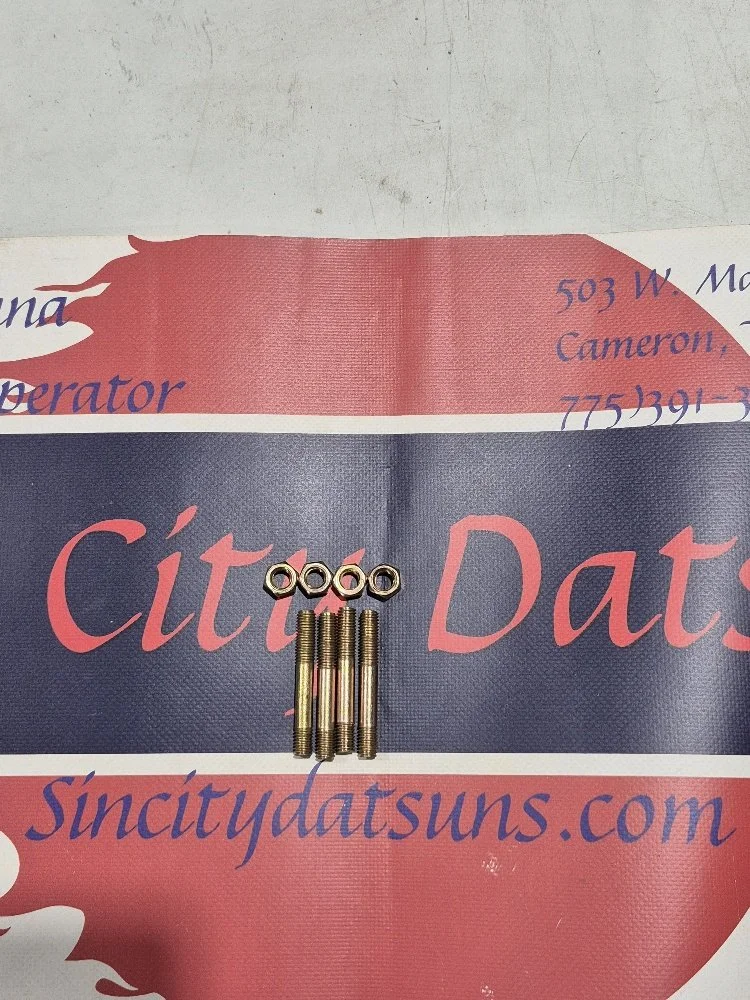 una
perator
503 W. Ma
Cameron,
775)391-3
City Dats
Sincitydatsuns.com